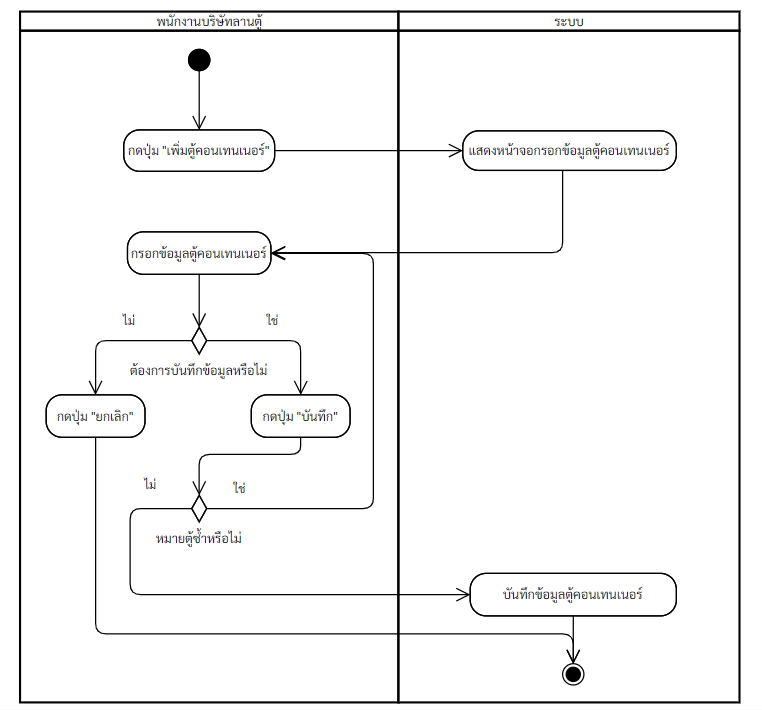 พนักงานบริษัทลานตู้
ระบบ
กดปุ่ม "เพิ่มตู้คอนเทนเนอร์"
แสดงหน้าจอกรอกข้อมูลตู้คอนเทนเนอร์
กรอกข้อมูลตู้คอนเทนเนอร์
ไม่
ใช่
ต้องการบันทึกข้อมูลหรือไม่
กดปุ่ม "ยกเลิก"
กดปุ่ม "บันทึก"
ไม่
ใช่
หมายตู้ซ้ำหรือไม่
บันทึกข้อมูลตู้คอนเทนเนอร์